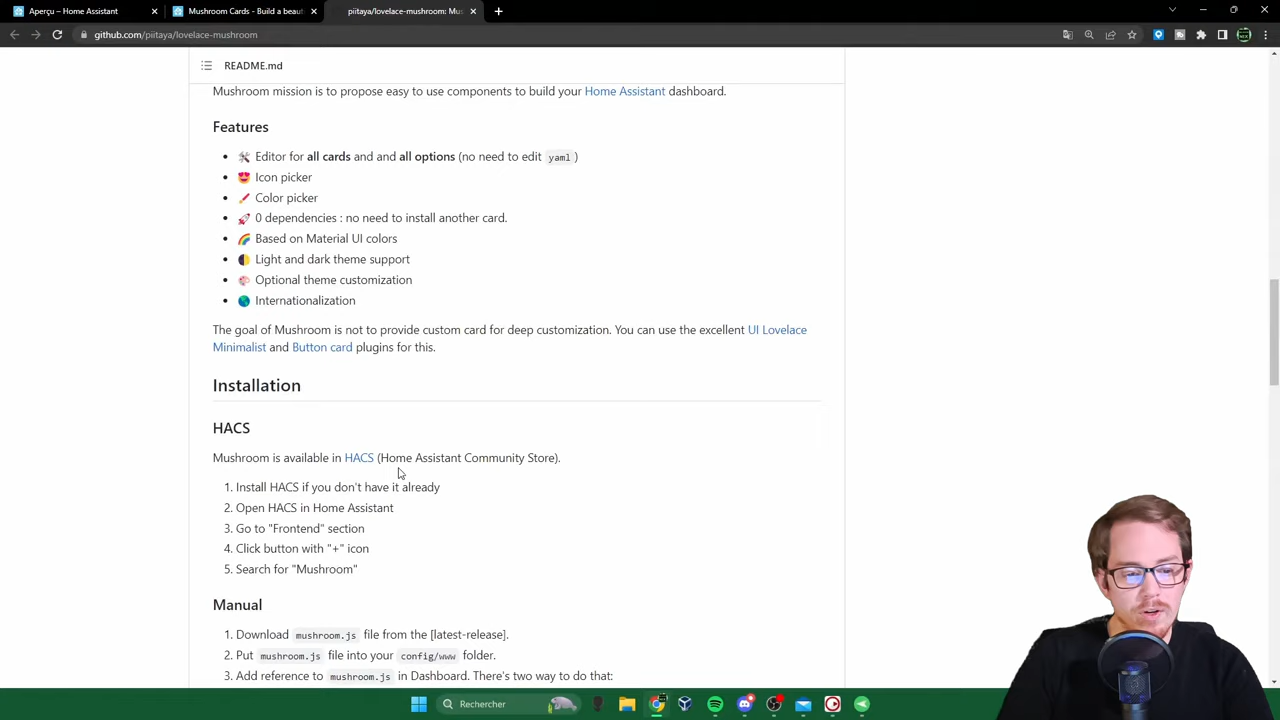 Aperçu – Home Assistant
Mushroom Cards - Build a beaut
piitaya/lovelace-mushroom: Mus
github.com/piitaya/lovelace-mushroom
README.md
Mushroom mission is to propose easy to use components to build your Home Assistant dashboard.
Features
🛠 Editor for all cards and and all options (no need to edit yaml )
😍 Icon picker
🖌 Color picker
🚀 0 dependencies : no need to install another card.
🌈 Based on Material UI colors
🌓 Light and dark theme support
🎨 Optional theme customization
🌎 Internationalization
The goal of Mushroom is not to provide custom card for deep customization. You can use the excellent UI Lovelace
Minimalist and Button card plugins for this.
Installation
HACS
Mushroom is available in HACS (Home Assistant Community Store).
1. Install HACS if you don't have it already
2. Open HACS in Home Assistant
3. Go to "Frontend" section
4. Click button with "+" icon
5. Search for "Mushroom"
Manual
1. Download mushroom.js file from the [latest-release].
2. Put mushroom.js file into your config/www folder.
3. Add reference to mushroom.js in Dashboard. There's two way to do that:
Rechercher